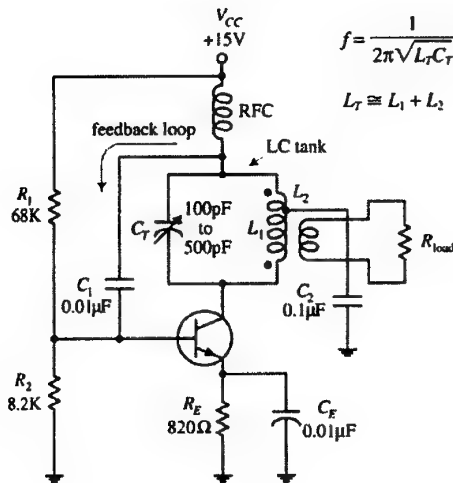 V_CC
+15V
f = 1 / 2π√L_T C_T
L_T ≅ L_1 + L_2
RFC
feedback loop
LC tank
R_1
68K
C_T
100pF
to
500pF
L_1
L_2
R_load
C_1
0.01µF
C_2
0.1µF
R_2
8.2K
R_E
820Ω
C_E
0.01µF